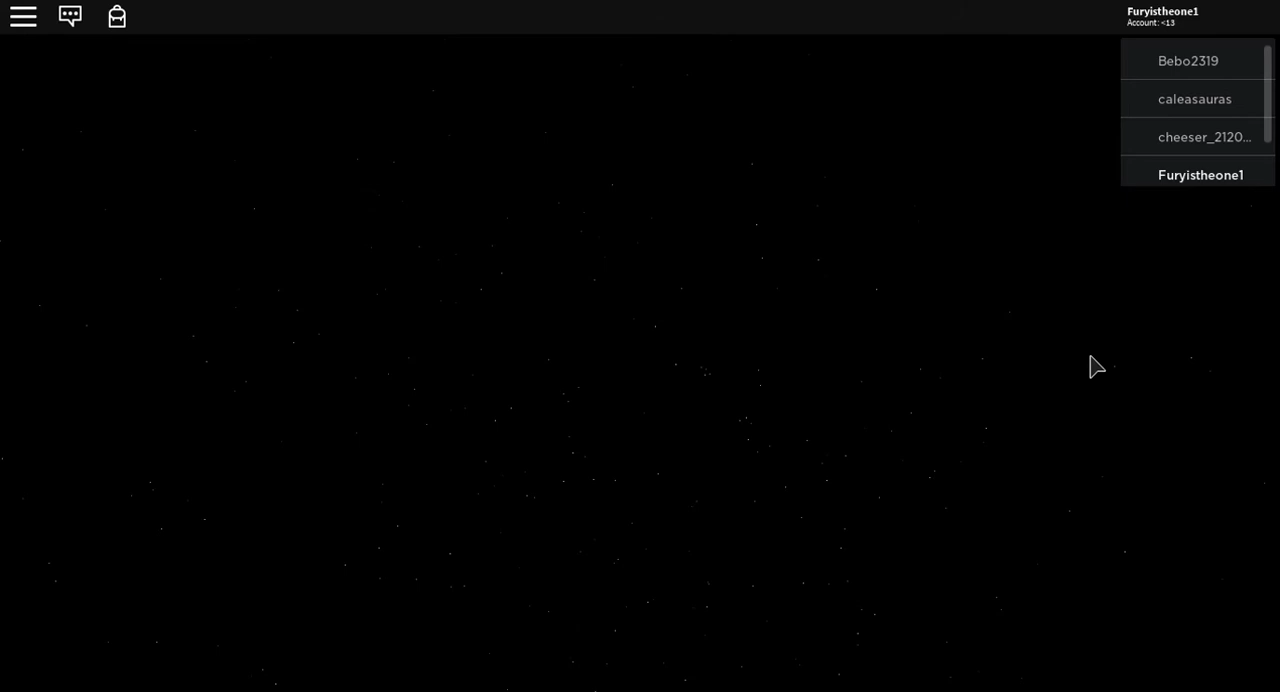 Furyistheone1
Account: <13
Bebo2319
caleasauras
cheeser_2120...
Furyistheone1